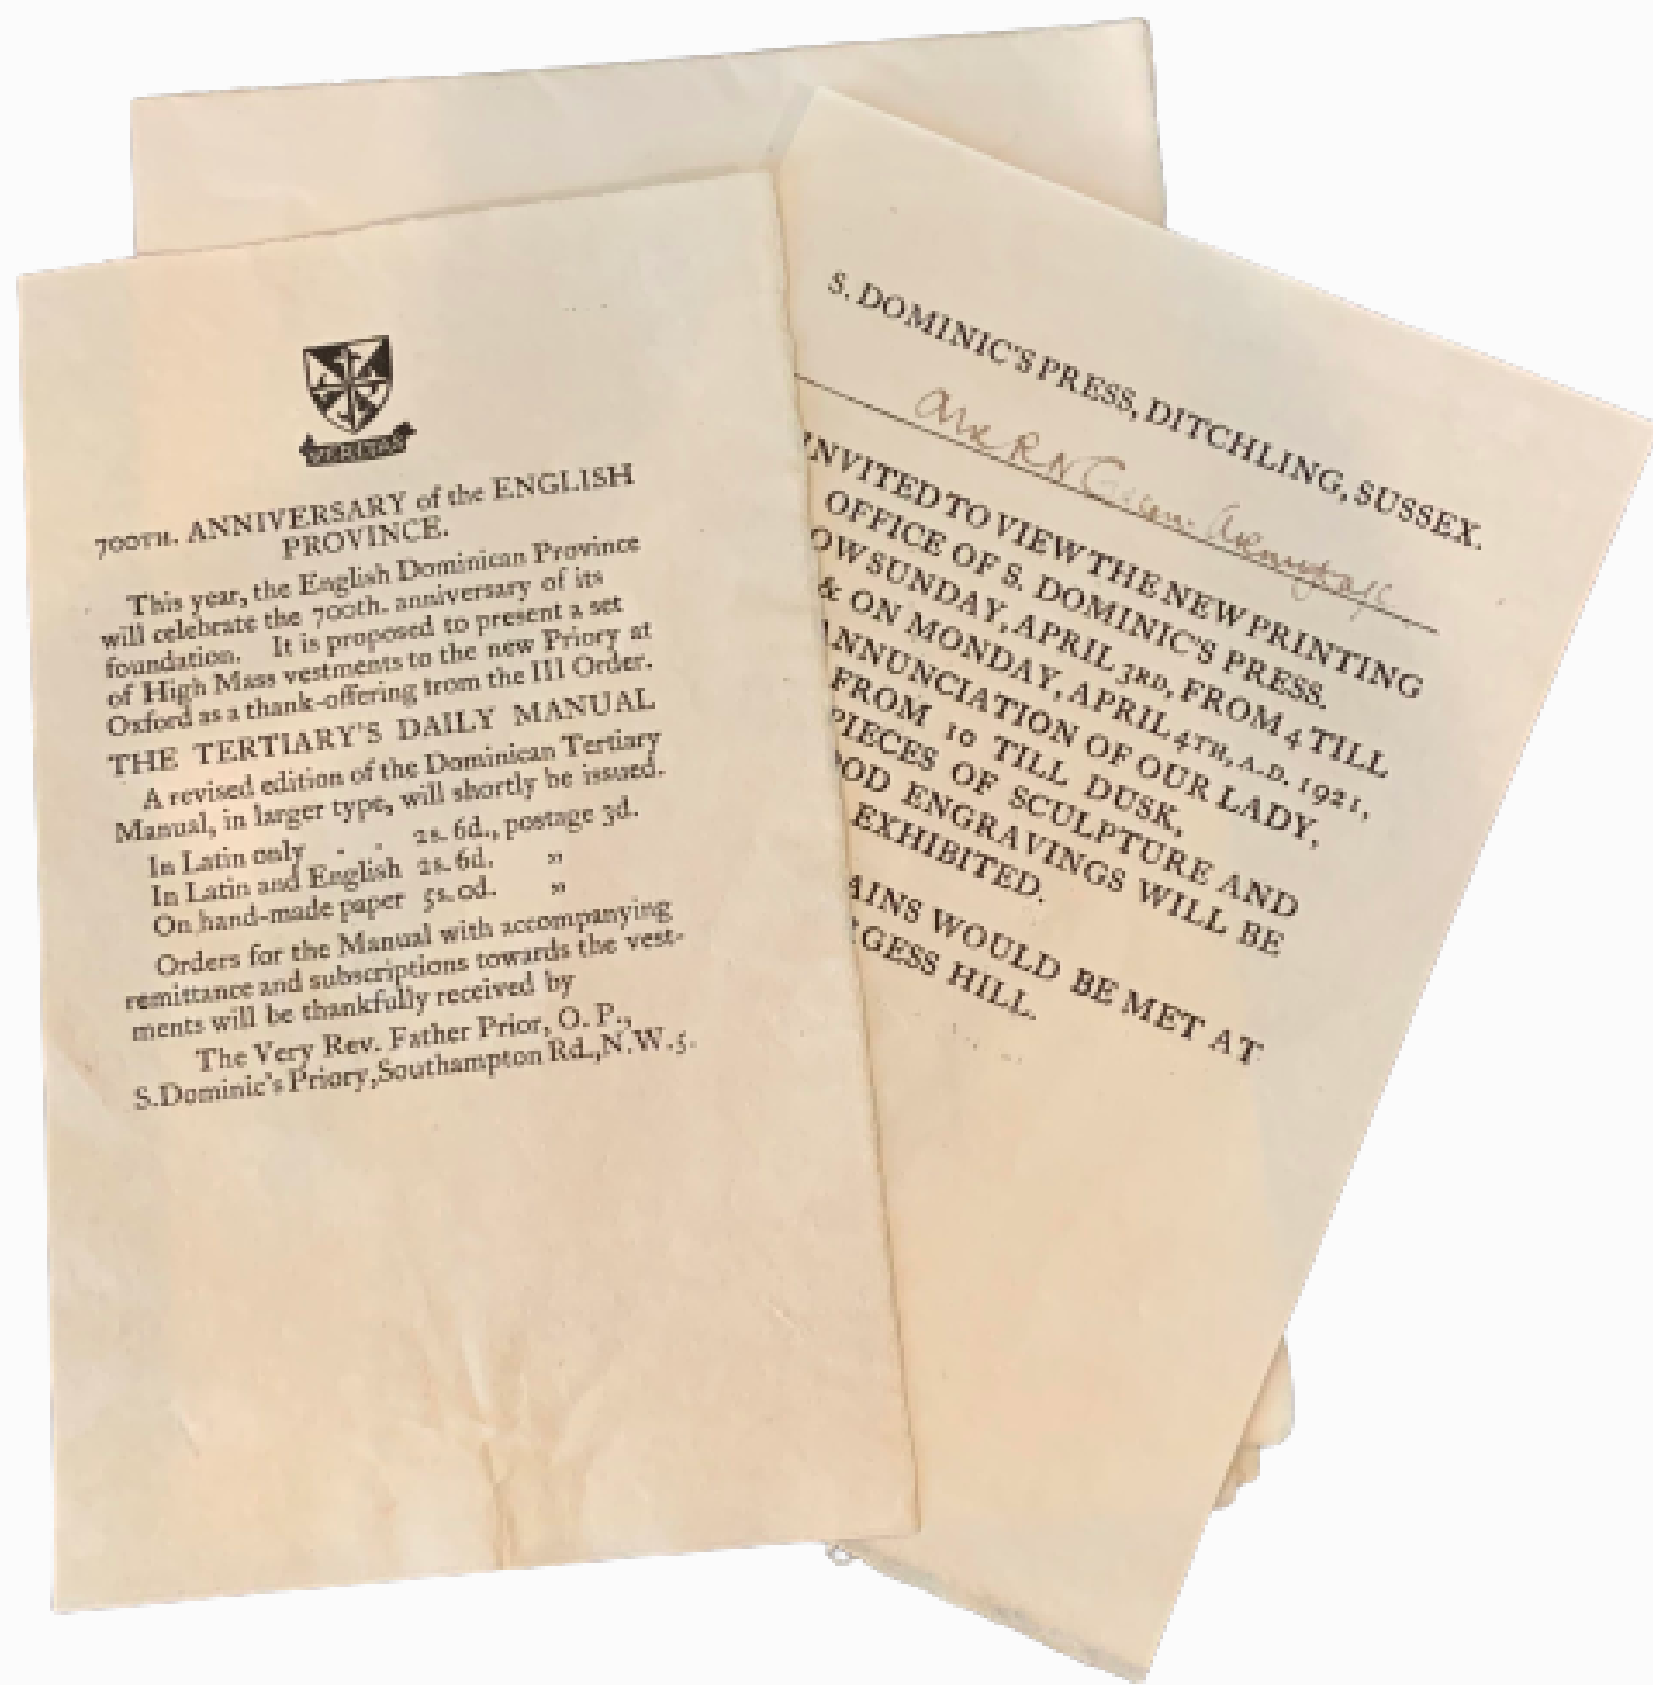 VERITAS
700TH. ANNIVERSARY of the ENGLISH
PROVINCE.
This year, the English Dominican Province
will celebrate the 700th. anniversary of its
foundation. It is proposed to present a set
of High Mass vestments to the new Priory at
Oxford as a thank-offering from the III Order.
THE TERTIARY'S DAILY MANUAL
A revised edition of the Dominican Tertiary
Manual, in larger type, will shortly be issued.
In Latin only . . 2s. 6d., postage 3d.
In Latin and English 2s. 6d. „
On hand-made paper 5s. 0d. „
Orders for the Manual with accompanying
remittance and subscriptions towards the vest-
ments will be thankfully received by
The Very Rev. Father Prior, O. P.,
S. Dominic's Priory, Southampton Rd., N.W.5.
S. DOMINIC'S PRESS, DITCHLING, SUSSEX.
R N Green-Armytage
INVITED TO VIEW THE NEW PRINTING
OFFICE OF S. DOMINIC'S PRESS.
OW SUNDAY, APRIL 3RD, FROM 4 TILL
& ON MONDAY, APRIL 4TH, A.D. 1921,
ANNUNCIATION OF OUR LADY,
FROM 10 TILL DUSK,
PIECES OF SCULPTURE AND
OOD ENGRAVINGS WILL BE
EXHIBITED.
AINS WOULD BE MET AT
RGESS HILL.